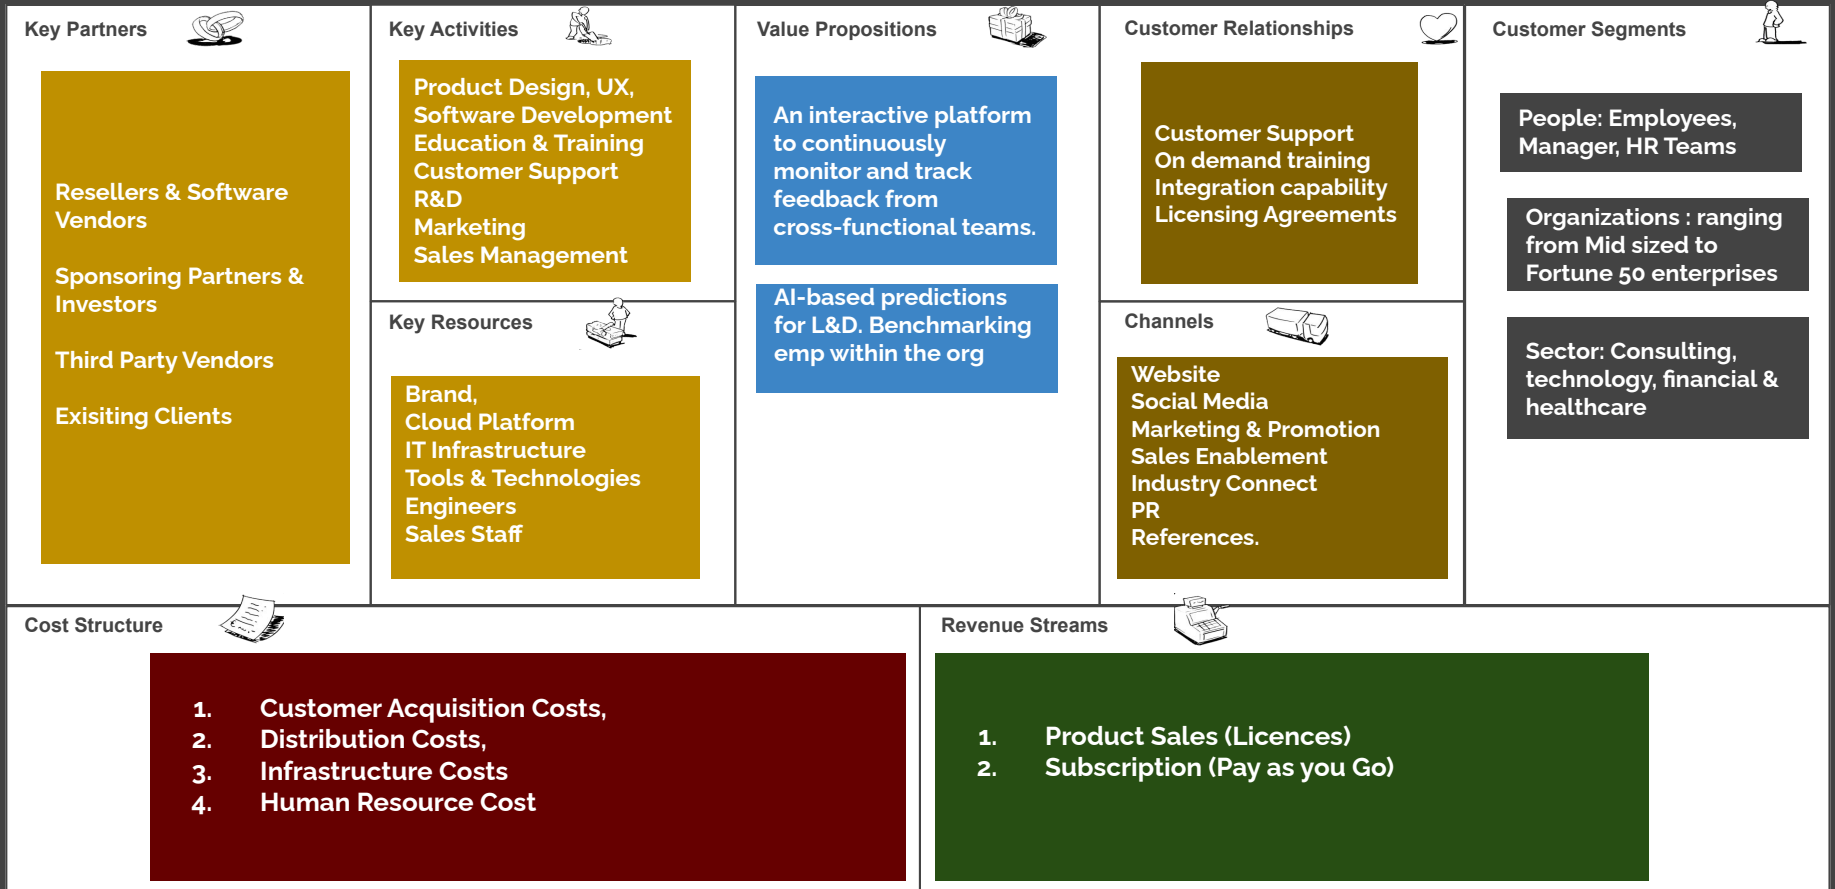 Key Partners
Resellers & Software
Vendors
Sponsoring Partners &
Investors
Third Party Vendors
Exisiting Clients
Key Activities
Product Design, UX,
Software Development
Education & Training
Customer Support
R&D
Marketing
Sales Management
Key Resources
Brand,
Cloud Platform
IT Infrastructure
Tools & Technologies
Engineers
Sales Staff
Value Propositions
An interactive platform
to continuously
monitor and track
feedback from
cross-functional teams.
AI-based predictions
for L&D. Benchmarking
emp within the org
Customer Relationships
Customer Support
On demand training
Integration capability
Licensing Agreements
Channels
Website
Social Media
Marketing & Promotion
Sales Enablement
Industry Connect
PR
References.
Customer Segments
People: Employees,
Manager, HR Teams
Organizations : ranging
from Mid sized to
Fortune 50 enterprises
Sector: Consulting,
technology, financial &
healthcare
Cost Structure
1. Customer Acquisition Costs,
2. Distribution Costs,
3. Infrastructure Costs
4. Human Resource Cost
Revenue Streams
1. Product Sales (Licences)
2. Subscription (Pay as you Go)